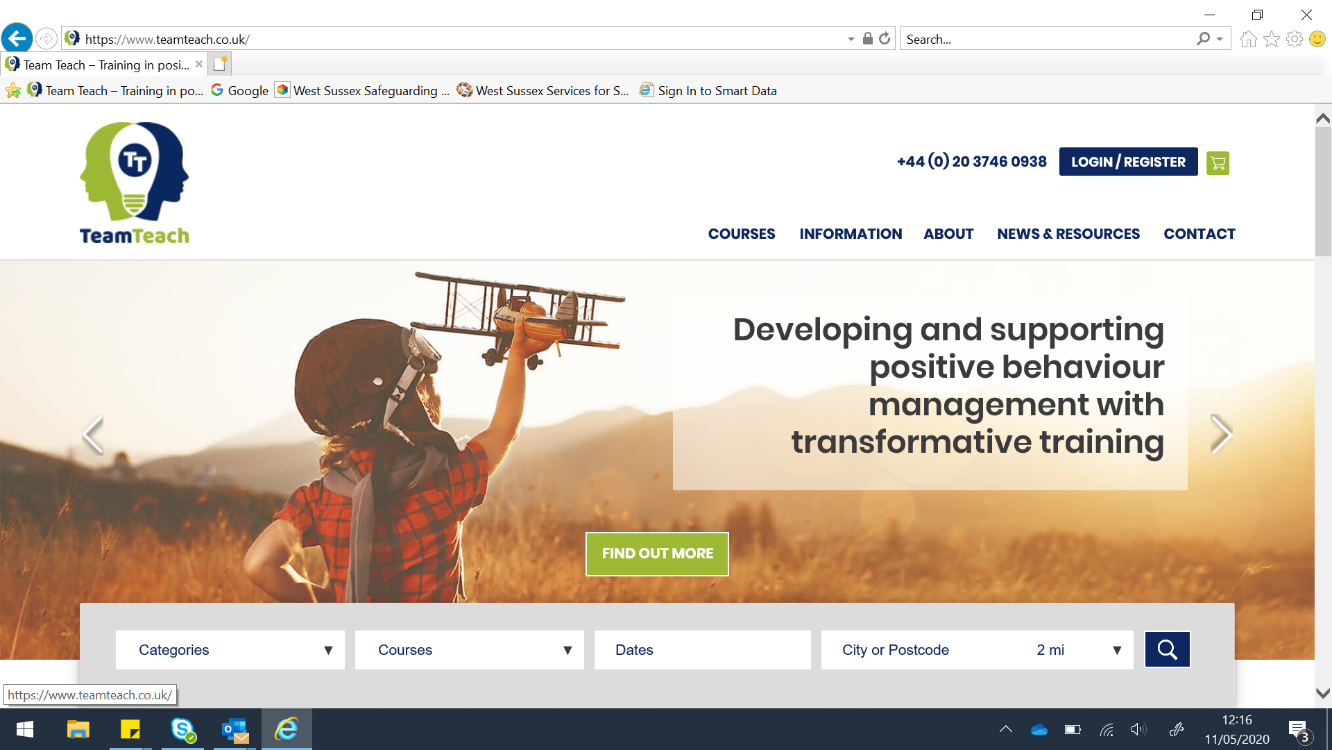 https://www.teamteach.co.uk/
Search...
Team Teach – Training in posi...
Team Teach – Training in po...
Google
West Sussex Safeguarding ...
West Sussex Services for S...
Sign In to Smart Data
TT
TeamTeach
+44 (0) 20 3746 0938
LOGIN / REGISTER
COURSES
INFORMATION
ABOUT
NEWS & RESOURCES
CONTACT
Developing and supporting
positive behaviour
management with
transformative training
FIND OUT MORE
Categories
Courses
Dates
City or Postcode
2 mi
https://www.teamteach.co.uk/
12:16
11/05/2020
3